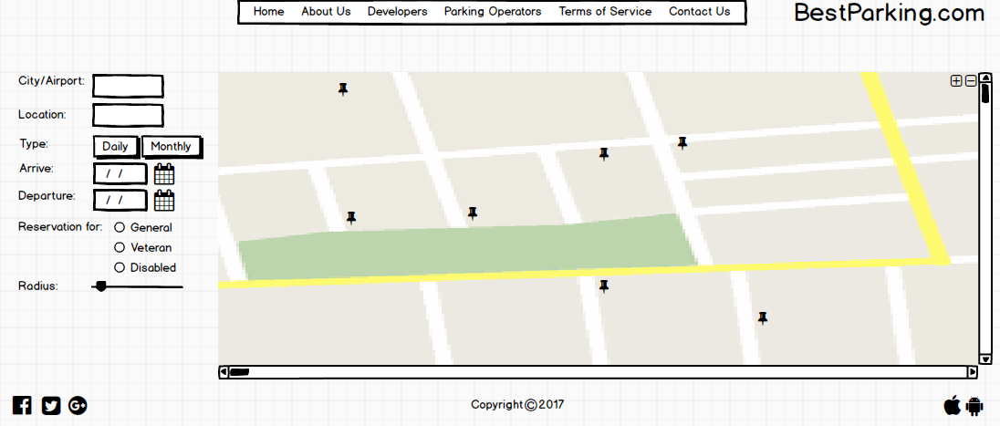 Home About Us Developers Parking Operators Terms of Service Contact Us
BestParking.com
City/Airport:
Location:
Type: Daily Monthly
Arrive: / /
Departure: / /
Reservation for: General
Veteran
Disabled
Radius:
Copyright©2017